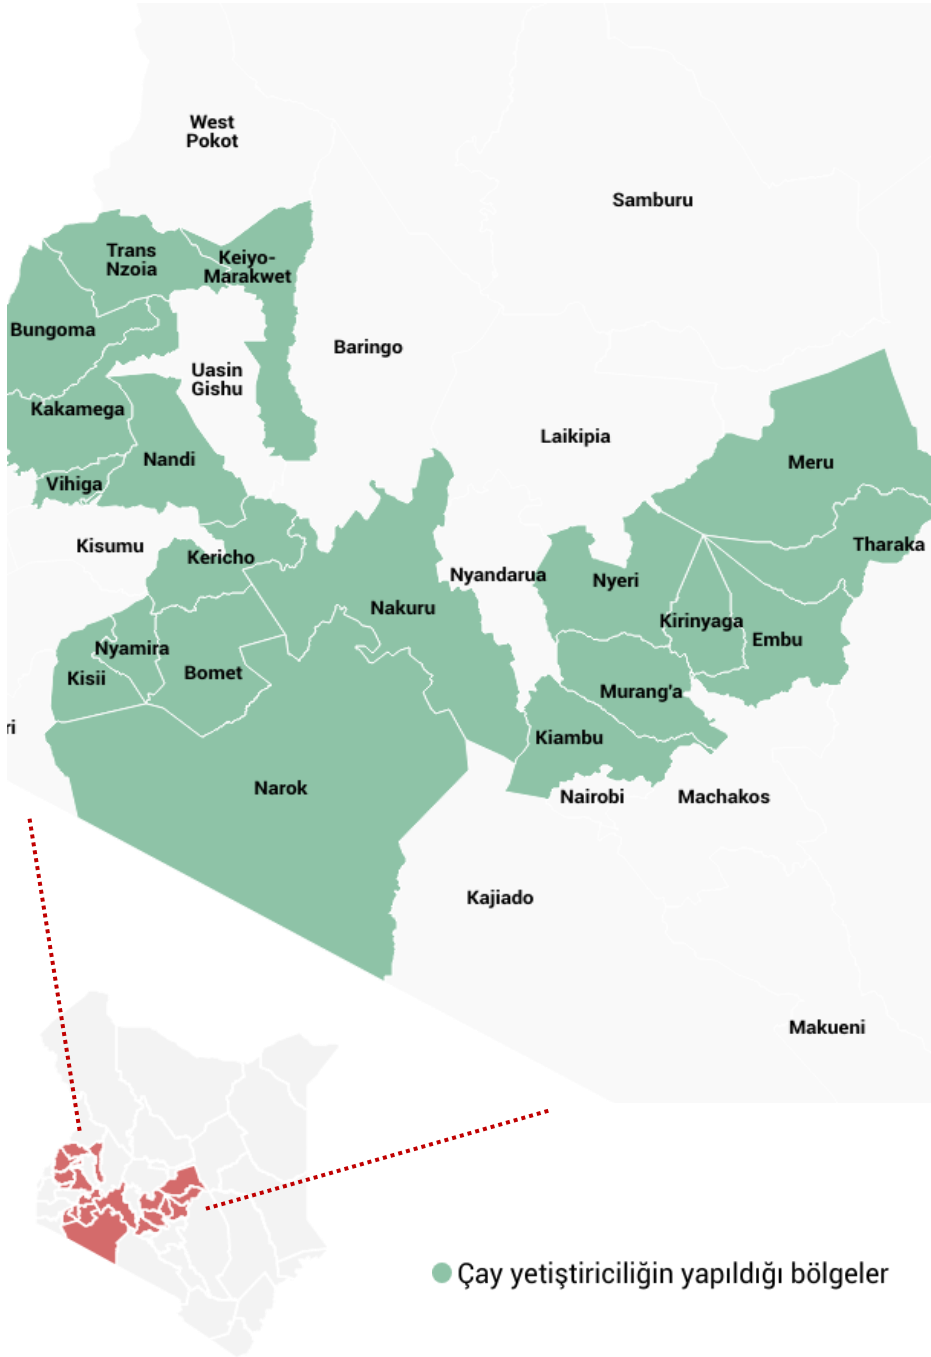 West
Pokot
Samburu
Trans
Nzoia
Keiyo-
Marakwet
Bungoma
Baringo
Uasin
Gishu
Kakamega
Laikipia
Nandi
Meru
Vihiga
Kisumu
Kericho
Tharaka
Nyandarua
Nyeri
Nakuru
Kirinyaga
Embu
Nyamira
Kisii
Bomet
Murang'a
ri
Kiambu
Narok
Nairobi
Machakos
Kajiado
Makueni
Çay yetiştiriciliğin yapıldığı bölgeler